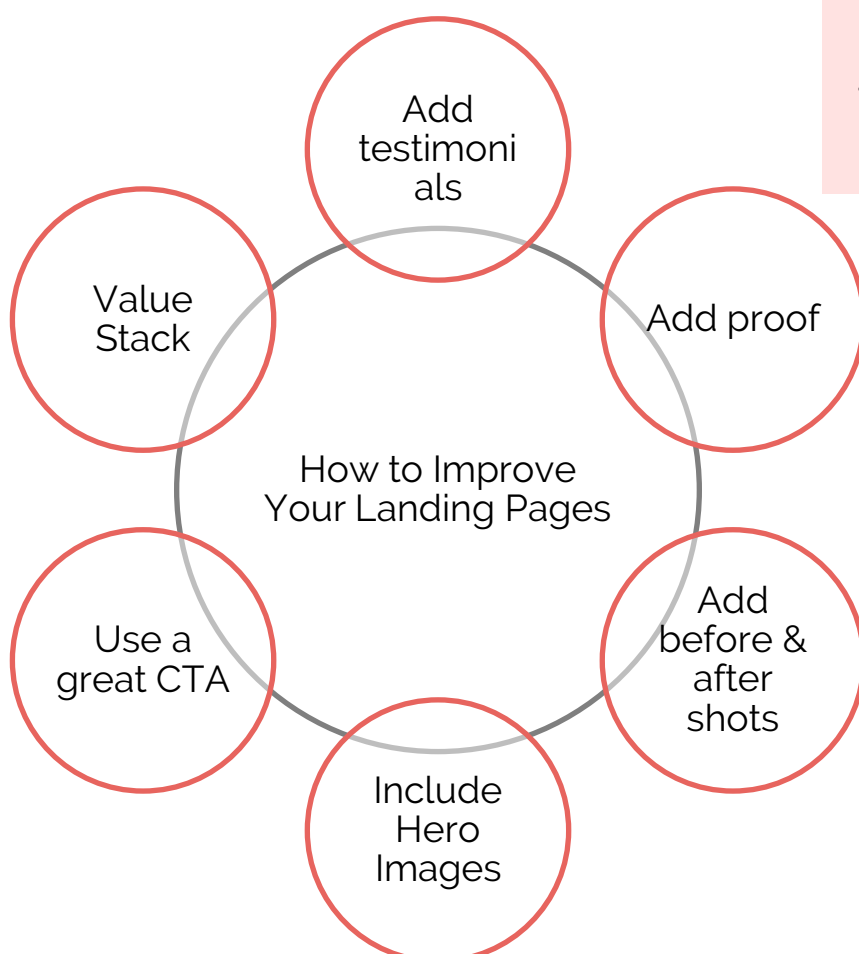 Add
testimoni
als
Add proof
Add
before &
after
shots
Include
Hero
Images
Use a
great CTA
Value
Stack
How to Improve
Your Landing Pages